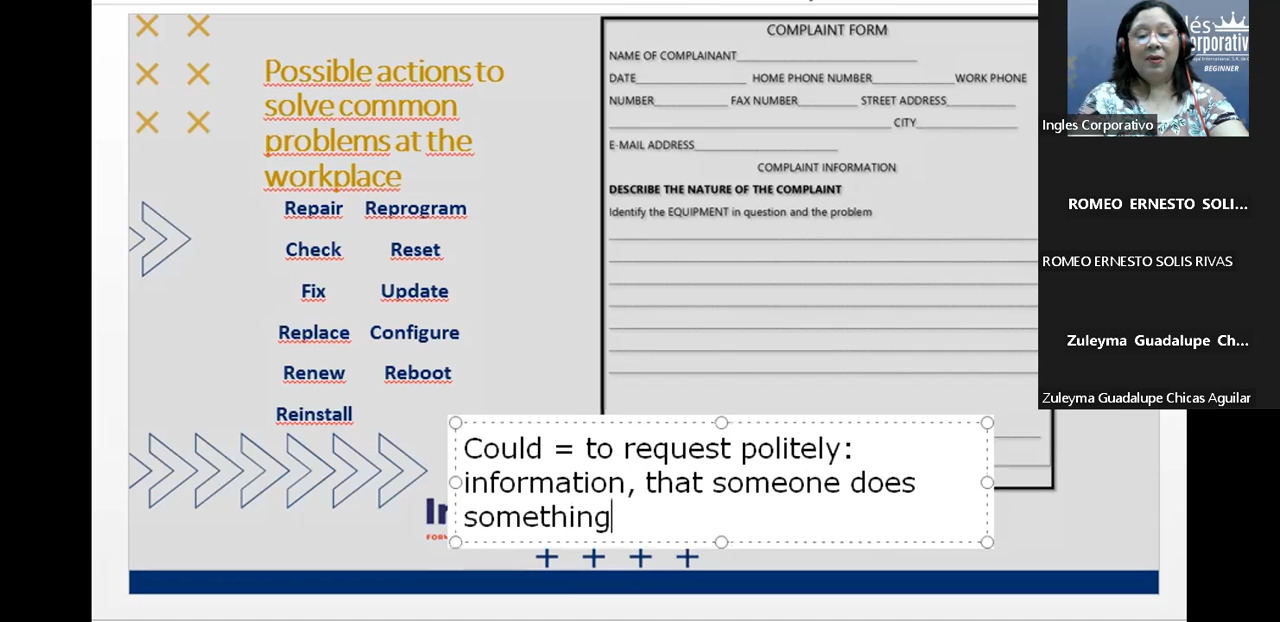 Possible actions to
solve common
problems at the
workplace
Repair Reprogram
Check Reset
Fix Update
Replace Configure
Renew Reboot
Reinstall
COMPLAINT FORM
NAME OF COMPLAINANT
DATE HOME PHONE NUMBER WORK PHONE
NUMBER FAX NUMBER STREET ADDRESS
CITY
E-MAIL ADDRESS
COMPLAINT INFORMATION
DESCRIBE THE NATURE OF THE COMPLAINT
Identify the EQUIPMENT in question and the problem
Could = to request politely:
information, that someone does
something
BEGINNER
Ingles Corporativo
ROMEO ERNESTO SOLI...
ROMEO ERNESTO SOLIS RIVAS
Zuleyma Guadalupe Ch...
Zuleyma Guadalupe Chicas Aguilar